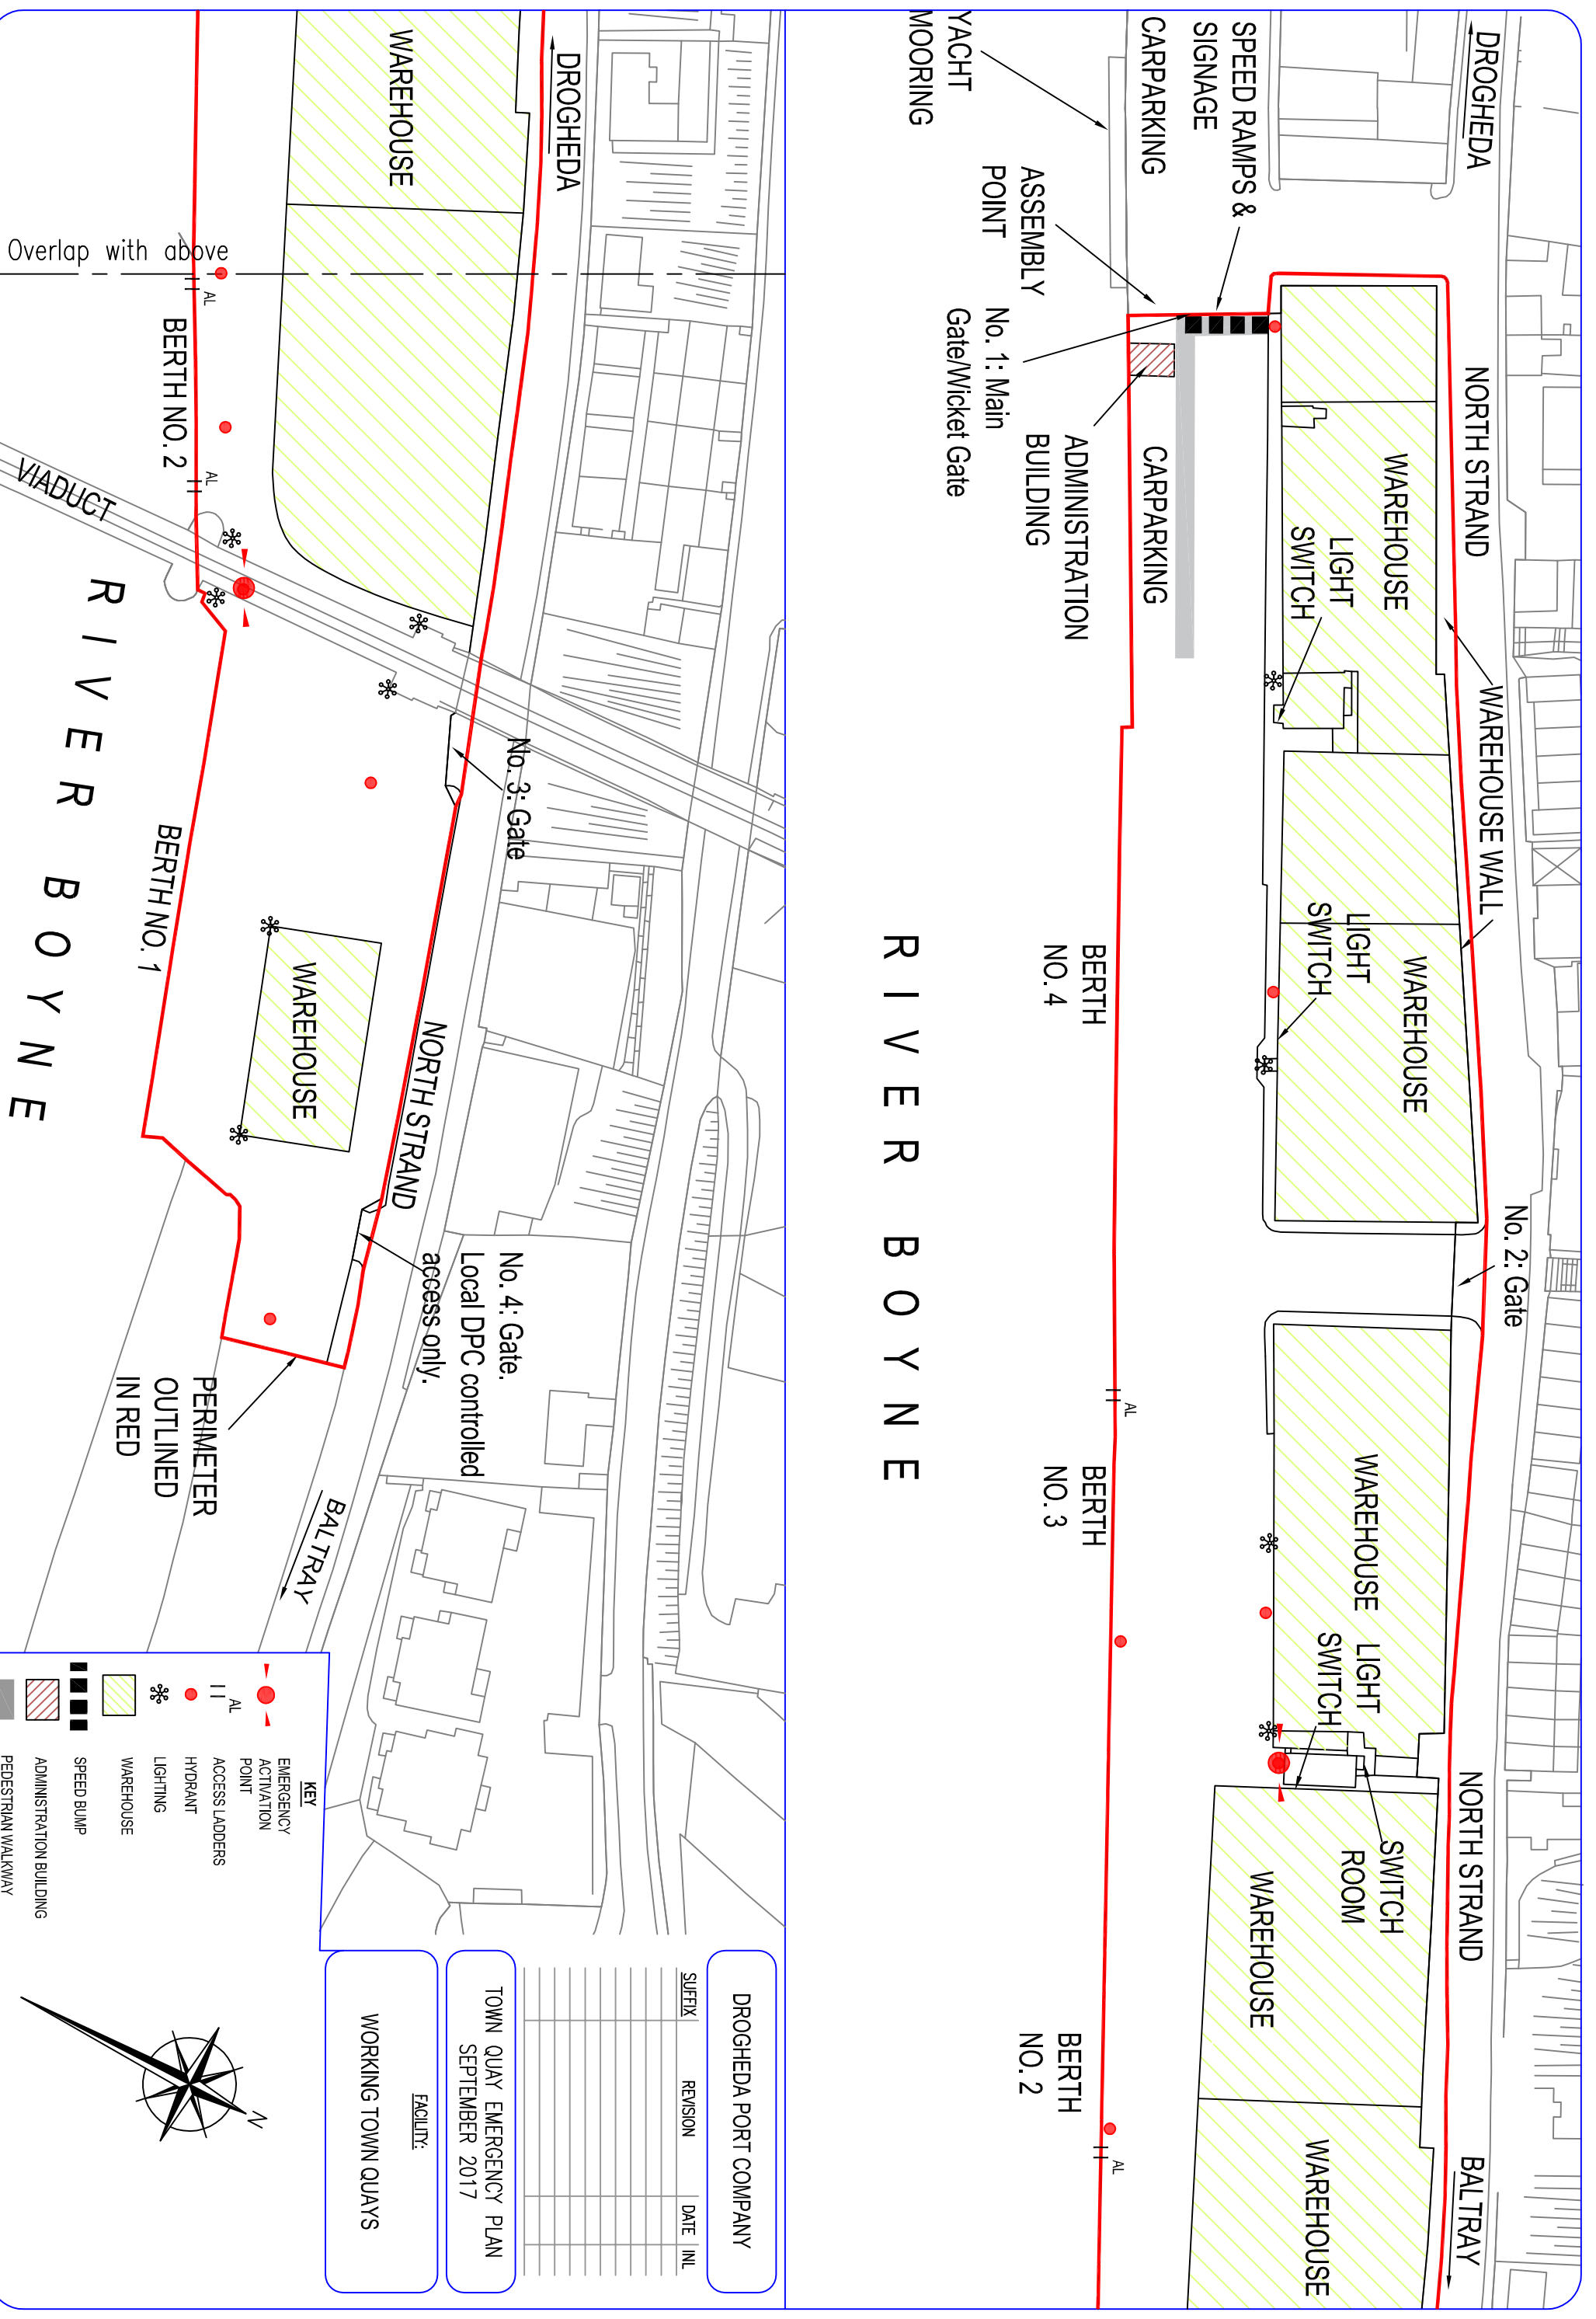 DROGHEDA
NORTH STRAND
No. 2: Gate
NORTH STRAND
BALTRAY
WAREHOUSE WALL
SPEED RAMPS &
SIGNAGE
CARPARKING
WAREHOUSE
LIGHT
SWITCH
WAREHOUSE
LIGHT
SWITCH
WAREHOUSE
LIGHT
SWITCH
SWITCH
ROOM
WAREHOUSE
WAREHOUSE
YACHT
MOORING
ASSEMBLY
POINT
No. 1: Main
Gate/Wicket Gate
ADMINISTRATION
BUILDING
CARPARKING
BERTH
NO. 4
AL
BERTH
NO. 3
BERTH
NO. 2
AL
RIVER BOYNE
DROGHEDA
WAREHOUSE
Overlap with above
AL
BERTH NO. 2
AL
VIADUCT
No. 3: Gate
RIVER BOYNE
BERTH NO. 1
WAREHOUSE
NORTH STRAND
No. 4: Gate.
Local DPC controlled
access only.
PERIMETER
OUTLINED
IN RED
BALTRAY
KEY
EMERGENCY
ACTIVATION
POINT
AL
ACCESS LADDERS
HYDRANT
LIGHTING
WAREHOUSE
SPEED BUMP
ADMINISTRATION BUILDING
PEDESTRIAN WALKWAY
DROGHEDA PORT COMPANY
SUFFIX REVISION DATE INL
TOWN QUAY EMERGENCY PLAN
SEPTEMBER 2017
FACILITY:
WORKING TOWN QUAYS
N